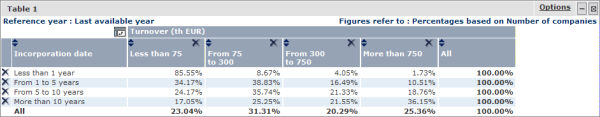 Table 1 Options
Reference year : Last available year Figures refer to : Percentages based on Number of companies
Turnover (th EUR)
Incorporation date Less than 75 From 75 to 300 From 300 to 750 More than 750 All
Less than 1 year 85.55% 8.67% 4.05% 1.73% 100.00%
From 1 to 5 years 34.17% 38.83% 16.49% 10.51% 100.00%
From 5 to 10 years 24.17% 35.74% 21.33% 18.76% 100.00%
More than 10 years 17.05% 25.25% 21.55% 36.15% 100.00%
All 23.04% 31.31% 20.29% 25.36% 100.00%